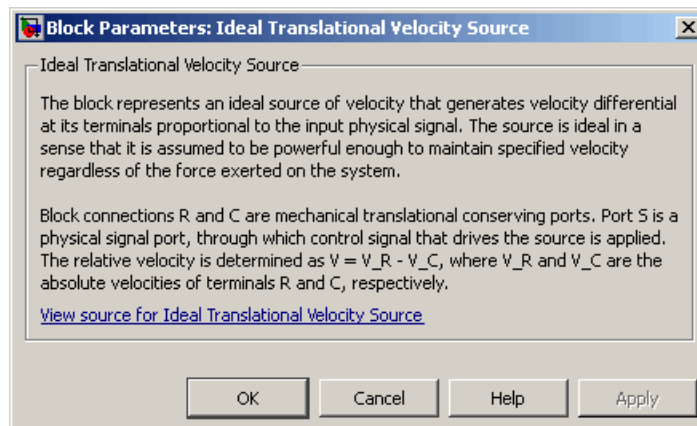 Block Parameters: Ideal Translational Velocity Source
Ideal Translational Velocity Source
The block represents an ideal source of velocity that generates velocity differential
at its terminals proportional to the input physical signal. The source is ideal in a
sense that it is assumed to be powerful enough to maintain specified velocity
regardless of the force exerted on the system.
Block connections R and C are mechanical translational conserving ports. Port S is a
physical signal port, through which control signal that drives the source is applied.
The relative velocity is determined as V = V_R - V_C, where V_R and V_C are the
absolute velocities of terminals R and C, respectively.
View source for Ideal Translational Velocity Source
OK Cancel Help Apply